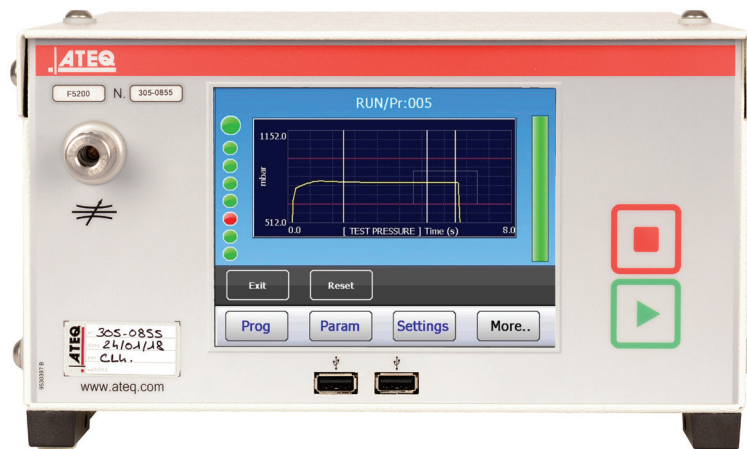 ATEQ
F5200 N. 305-0855
RUN/Pr:005
1152.0
mbar
512.0
0.0 [ TEST PRESSURE ] Time (s) 8.0
Exit Reset
Prog Param Settings More..
ATEQ
305-0855
24/01/18
CLh.
www.ateq.com
9530397 B